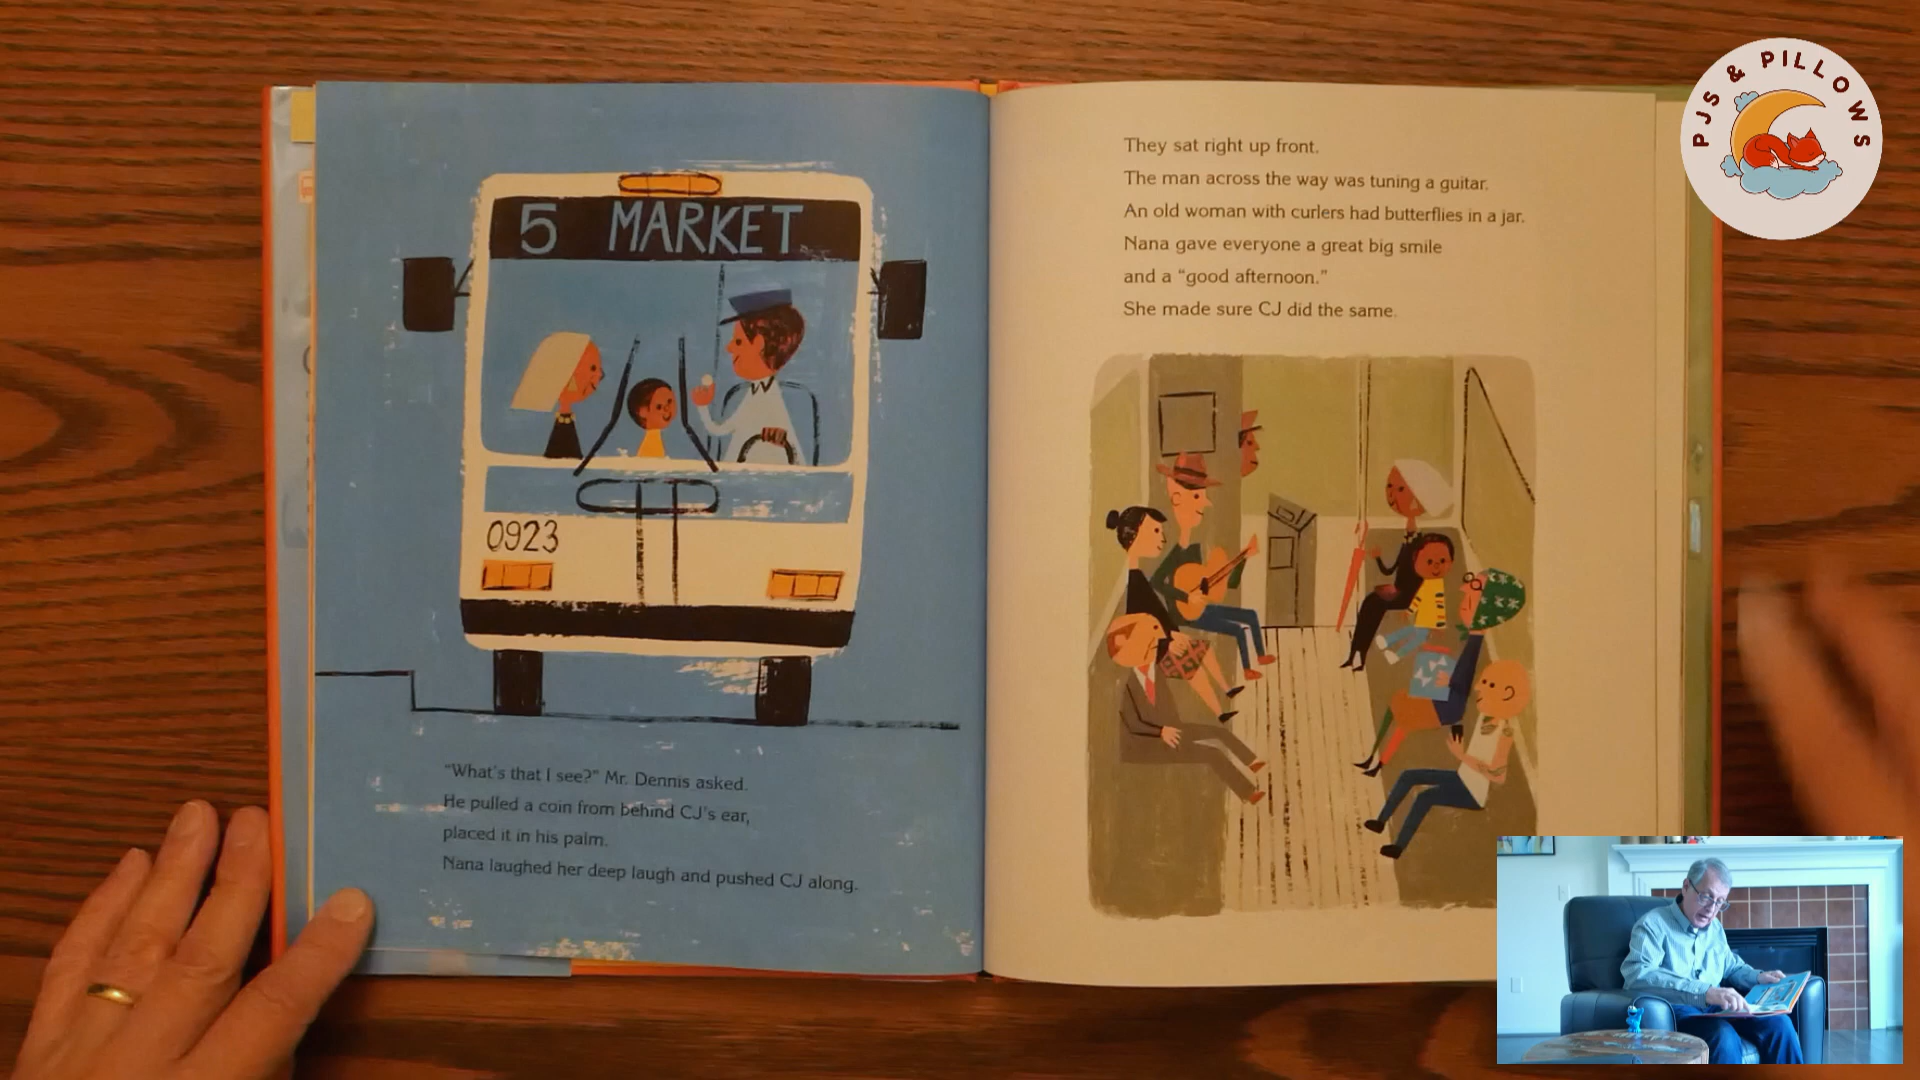 5 MARKET
0923
"What's that I see?" Mr. Dennis asked.
He pulled a coin from behind CJ's ear,
placed it in his palm.
Nana laughed her deep laugh and pushed CJ along.
They sat right up front.
The man across the way was tuning a guitar.
An old woman with curlers had butterflies in a jar.
Nana gave everyone a great big smile
and a “good afternoon.”
She made sure CJ did the same.
PJS & PILLOWS